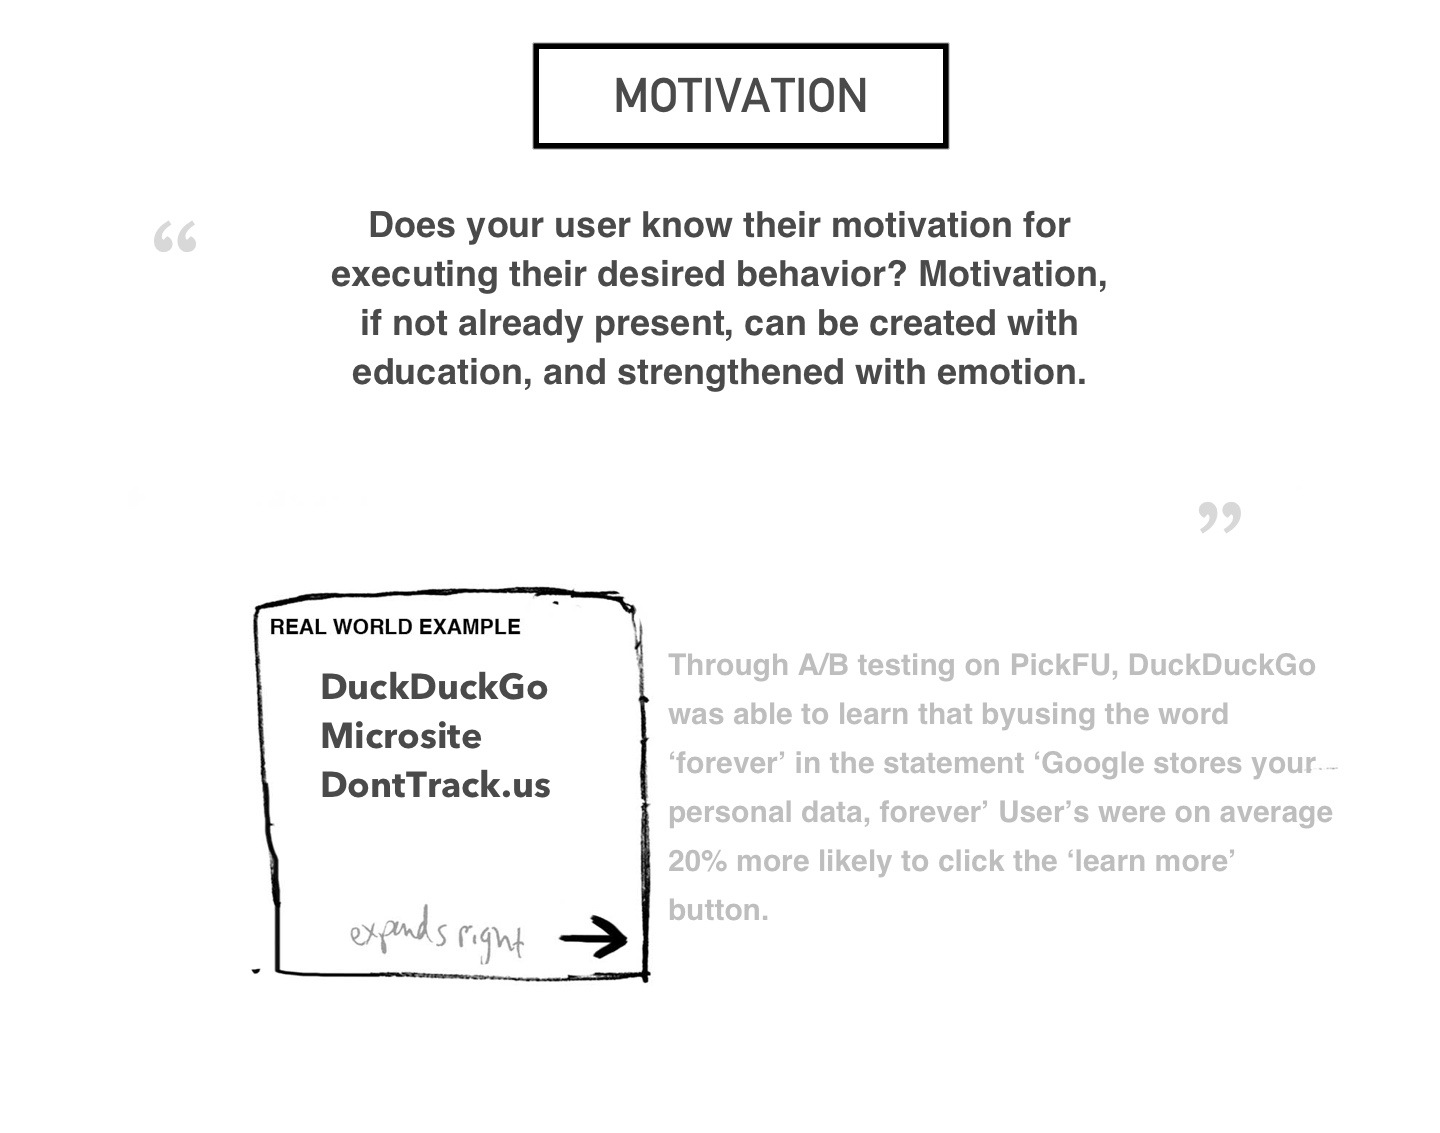 MOTIVATION
“
Does your user know their motivation for
executing their desired behavior? Motivation,
if not already present, can be created with
education, and strengthened with emotion.
”
REAL WORLD EXAMPLE
DuckDuckGo
Microsite
DontTrack.us
expands right
Through A/B testing on PickFU, DuckDuckGo
was able to learn that byusing the word
‘forever’ in the statement ‘Google stores your
personal data, forever’ User’s were on average
20% more likely to click the ‘learn more’
button.